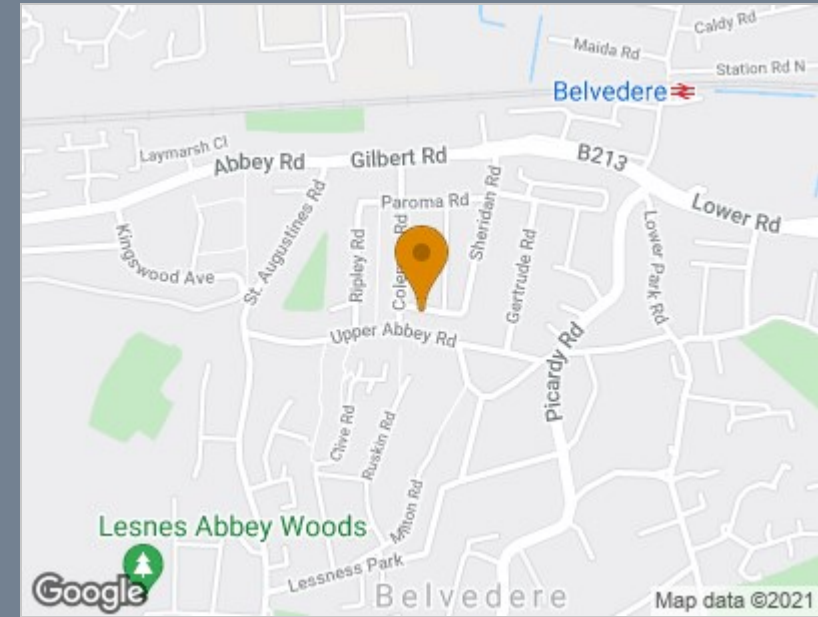 Caldy Rd
Maida Rd
Station Rd N
Belvedere
Laymarsh Cl
Abbey Rd
Gilbert Rd
B213
Paroma Rd
Lower Rd
Kingswood Ave
St. Augustines Rd
Ripley Rd
Sheridan Rd
Gertrude Rd
Lower Park Rd
Upper Abbey Rd
Picardy Rd
Clive Rd
Ruskin Rd
Lesnes Abbey Woods
Lessness Park
Belvedere
Google
Map data ©2021